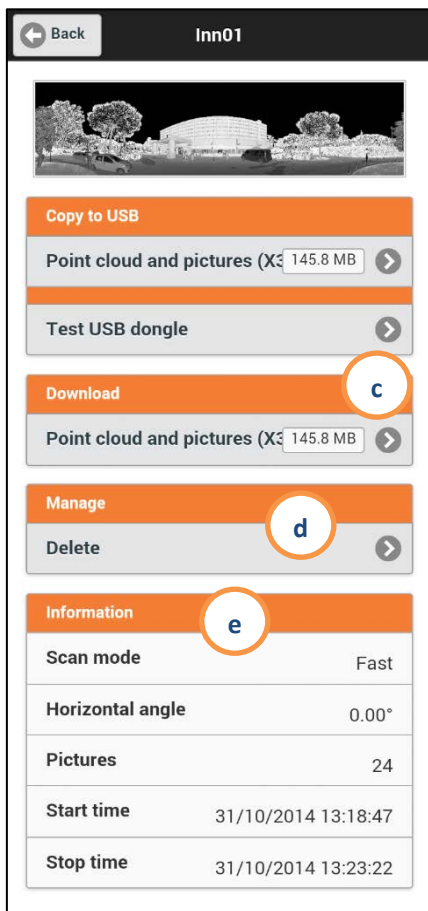 Back
Inn01
Copy to USB
Point cloud and pictures (X3 145.8 MB
Test USB dongle
c
Download
Point cloud and pictures (X3 145.8 MB
Manage
d
Delete
Information
e
Scan mode Fast
Horizontal angle 0.00°
Pictures 24
Start time 31/10/2014 13:18:47
Stop time 31/10/2014 13:23:22